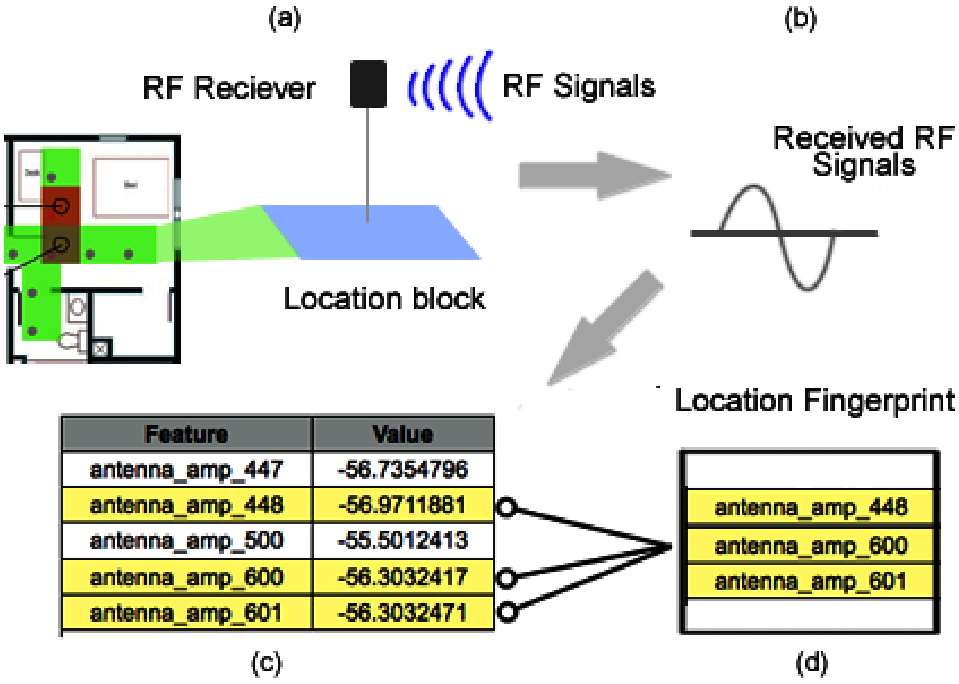 (a)
(b)
RF Reciever
RF Signals
Received RF
Signals
Bed
Location block
Location Fingerprint
Feature Value
antenna_amp_447 -56.7354796
antenna_amp_448 -56.9711881
antenna_amp_500 -55.5012413
antenna_amp_600 -56.3032417
antenna_amp_601 -56.3032471
antenna_amp_448
antenna_amp_600
antenna_amp_601
(c)
(d)